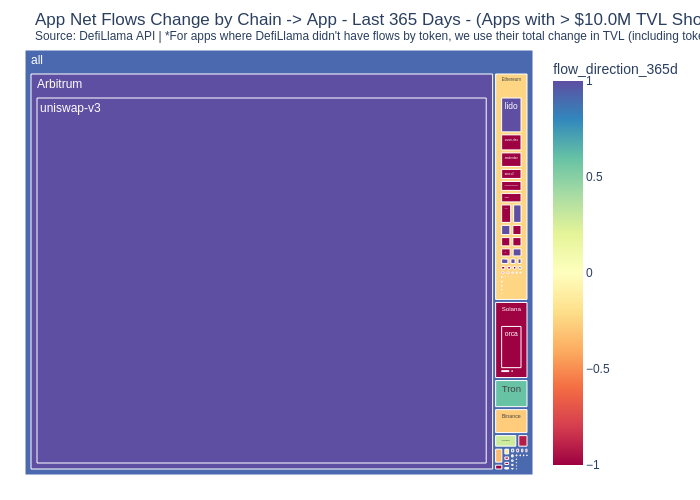 App Net Flows Change by Chain -> App - Last 365 Days - (Apps with > $10.0M TVL Sho
Source: DefiLlama API | *For apps where DefiLlama didn't have flows by token, we use their total change in TVL (including toke
all
Arbitrum
uniswap-v3
Ethereum
lido
Solana
orca
Tron
Binance
flow_direction_365d
1
0.5
0
−0.5
−1